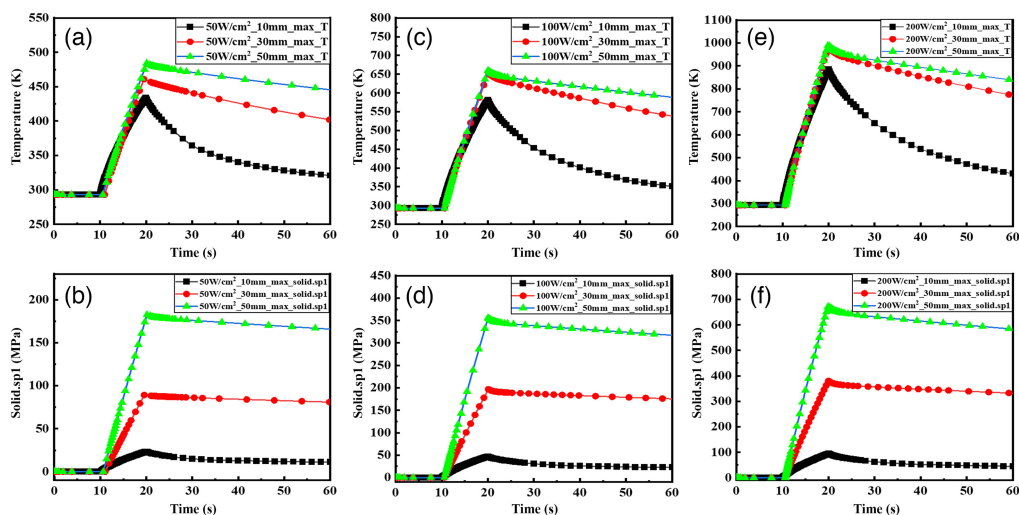 (a)
50W/cm²_10mm_max_T
50W/cm²_30mm_max_T
50W/cm²_50mm_max_T
Temperature (K)
550
500
450
400
350
300
250
0 10 20 30 40 50 60
Time (s)
(c)
100W/cm²_10mm_max_T
100W/cm²_30mm_max_T
100W/cm²_50mm_max_T
Temperature (K)
800
750
700
650
600
550
500
450
400
350
300
250
0 10 20 30 40 50 60
Time (s)
(e)
200W/cm²_10mm_max_T
200W/cm²_30mm_max_T
200W/cm²_50mm_max_T
Temperature (K)
1100
1000
900
800
700
600
500
400
300
200
0 10 20 30 40 50 60
Time (s)
(b)
50W/cm²_10mm_max_solid.sp1
50W/cm²_30mm_max_solid.sp1
50W/cm²_50mm_max_solid.sp1
Solid.sp1 (MPa)
200
150
100
50
0
0 10 20 30 40 50 60
Time (s)
(d)
100W/cm²_10mm_max_solid.sp1
100W/cm²_30mm_max_solid.sp1
100W/cm²_50mm_max_solid.sp1
Solid.sp1 (MPa)
450
400
350
300
250
200
150
100
50
0
0 10 20 30 40 50 60
Time (s)
(f)
200W/cm²_10mm_max_solid.sp1
200W/cm²_30mm_max_solid.sp1
200W/cm²_50mm_max_solid.sp1
Solid.sp1 (MPa)
800
700
600
500
400
300
200
100
0
0 10 20 30 40 50 60
Time (s)